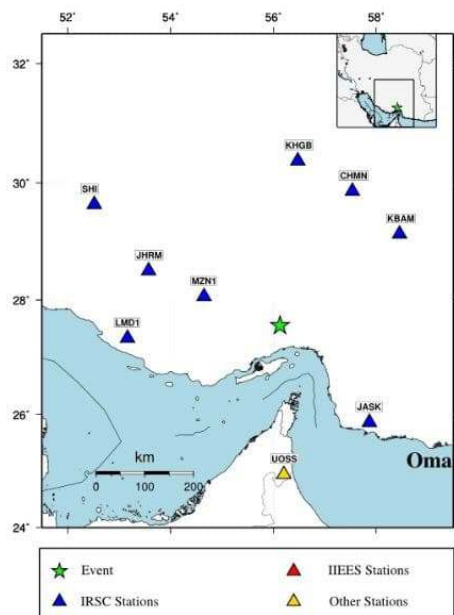 52° 54° 56° 58°
32°
KHGB
CHMN
SHI
30°
KBAM
JHRM
MZN1
28°
LMD1
JASK
26°
km
Oma
UOSS
0 50 100 200
24°
Event IIEES Stations
IRSC Stations Other Stations